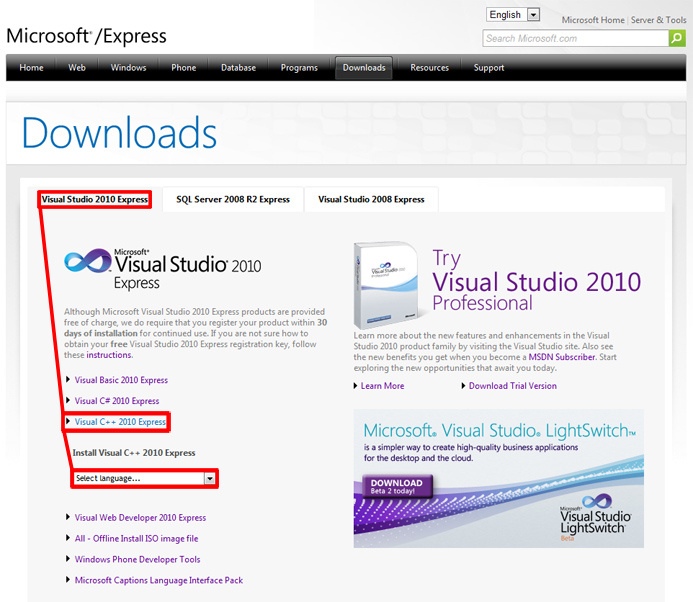 English
Microsoft Home | Server & Tools
Microsoft®/Express
Search Microsoft.com
Home Web Windows Phone Database Programs Downloads Resources Support
Downloads
Visual Studio 2010 Express SQL Server 2008 R2 Express Visual Studio 2008 Express
Microsoft®
Visual Studio® 2010
Express
Although Microsoft Visual Studio 2010 Express products are provided
free of charge, we do require that you register your product within 30
days of installation for continued use. If you are not sure how to
obtain your free Visual Studio 2010 Express registration key, follow
these instructions.
Visual Basic 2010 Express
Visual C# 2010 Express
Visual C++ 2010 Express
Install Visual C++ 2010 Express
Select language...
Visual Web Developer 2010 Express
All - Offline Install ISO image file
Windows Phone Developer Tools
Microsoft Captions Language Interface Pack
Try
Visual Studio 2010
Professional
Learn more about the new features and enhancements in the Visual
Studio 2010 product family by visiting the Visual Studio site. Also see
the new benefits you get when you become a MSDN Subscriber. Start
exploring the new opportunities that await you today.
Learn More Download Trial Version
Microsoft® Visual Studio® LightSwitch™
is a simpler way to create high-quality business applications
for the desktop and the cloud.
DOWNLOAD
Beta 2 today!
Microsoft®
Visual Studio®
LightSwitch™
Beta